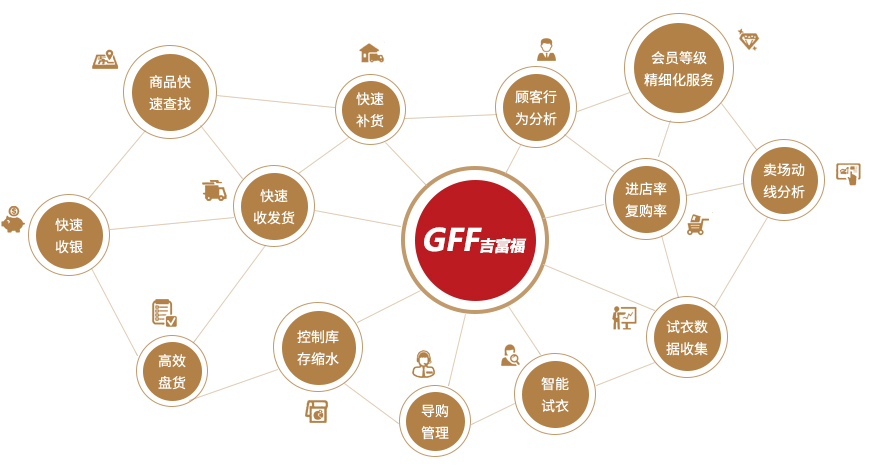 商品快
速查找
快速
补货
顾客行
为分析
会员等级
精细化服务
快速
收银
快速
收发货
GFF吉富福
进店率
复购率
卖场动
线分析
高效
盘货
控制库
存缩水
导购
管理
智能
试衣
试衣数
据收集